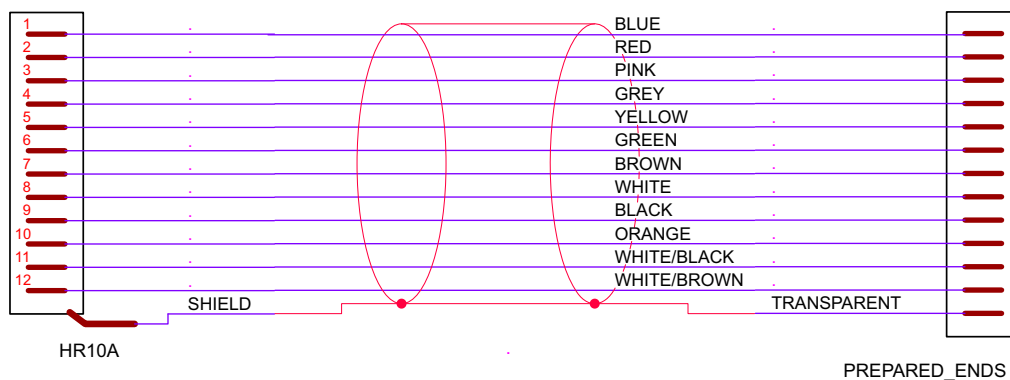 1 BLUE
2 RED
3 PINK
4 GREY
5 YELLOW
6 GREEN
7 BROWN
8 WHITE
9 BLACK
10 ORANGE
11 WHITE/BLACK
12 WHITE/BROWN
SHIELD TRANSPARENT
HR10A
PREPARED_ENDS